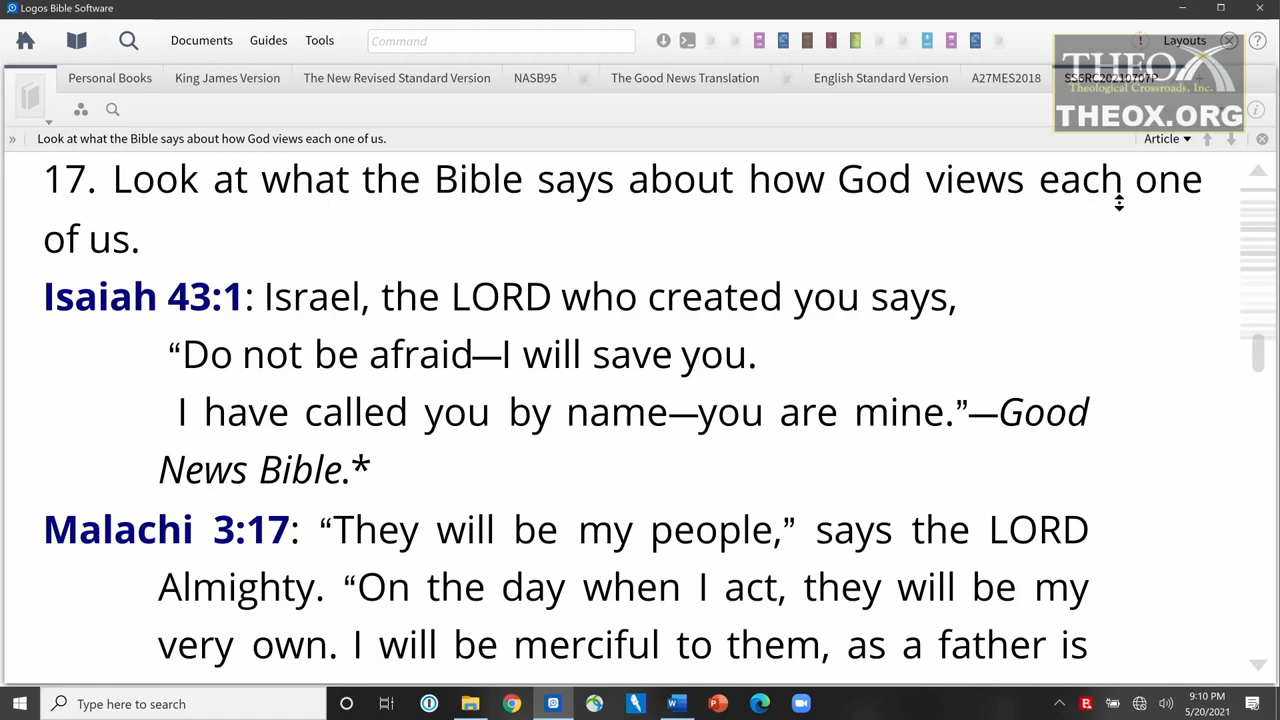 Logos Bible Software
Documents Guides Tools Command Layouts
Personal Books King James Version The New Revised Standard Version NASB95 The Good News Translation English Standard Version A27MES2018 SS6RC20210707P
THEOX
Theological Crossroads, Inc.
THEOX.ORG
Look at what the Bible says about how God views each one of us. Article
17. Look at what the Bible says about how God views each one
of us.
Isaiah 43:1: Israel, the LORD who created you says,
“Do not be afraid—I will save you.
I have called you by name—you are mine.”—Good
News Bible.*
Malachi 3:17: “They will be my people,” says the LORD
Almighty. “On the day when I act, they will be my
very own. I will be merciful to them, as a father is
Type here to search
9:10 PM
5/20/2021